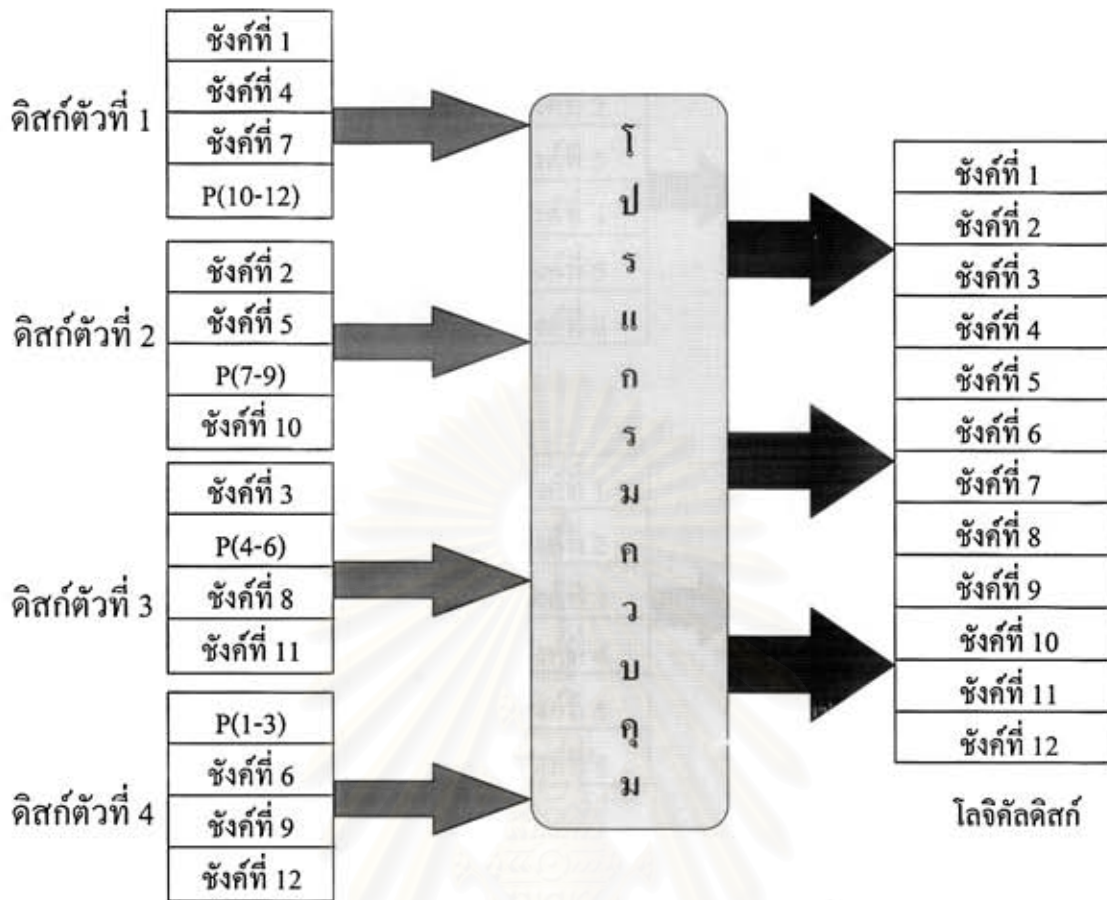 ดิสก์ตัวที่ 1
ชังค์ที่ 1
ชังค์ที่ 4
ชังค์ที่ 7
P(10-12)
ดิสก์ตัวที่ 2
ชังค์ที่ 2
ชังค์ที่ 5
P(7-9)
ชังค์ที่ 10
ดิสก์ตัวที่ 3
ชังค์ที่ 3
P(4-6)
ชังค์ที่ 8
ชังค์ที่ 11
ดิสก์ตัวที่ 4
P(1-3)
ชังค์ที่ 6
ชังค์ที่ 9
ชังค์ที่ 12
โปรแกรมควบคุม
ชังค์ที่ 1
ชังค์ที่ 2
ชังค์ที่ 3
ชังค์ที่ 4
ชังค์ที่ 5
ชังค์ที่ 6
ชังค์ที่ 7
ชังค์ที่ 8
ชังค์ที่ 9
ชังค์ที่ 10
ชังค์ที่ 11
ชังค์ที่ 12
โลจิคัลดิสก์